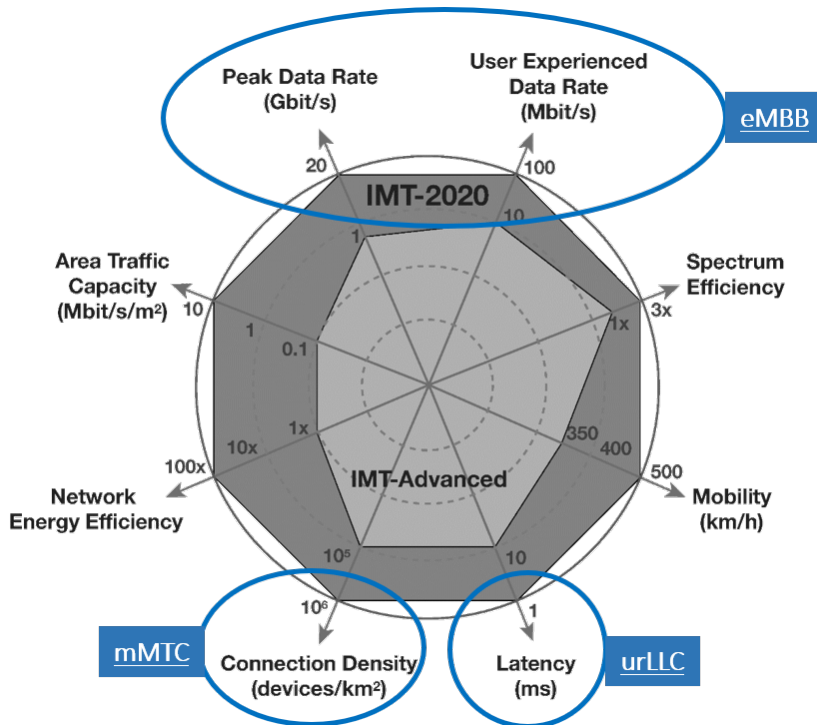 Peak Data Rate
(Gbit/s)
User Experienced
Data Rate
(Mbit/s)
eMBB
20
100
IMT-2020
1
10
Area Traffic
Capacity
(Mbit/s/m²)
Spectrum
Efficiency
10
1
0.1
1x
3x
1x
10x
100x
350
400
500
Network
Energy Efficiency
IMT-Advanced
Mobility
(km/h)
10⁵
10⁶
10
1
mMTC
Connection Density
(devices/km²)
Latency
(ms)
urLLC